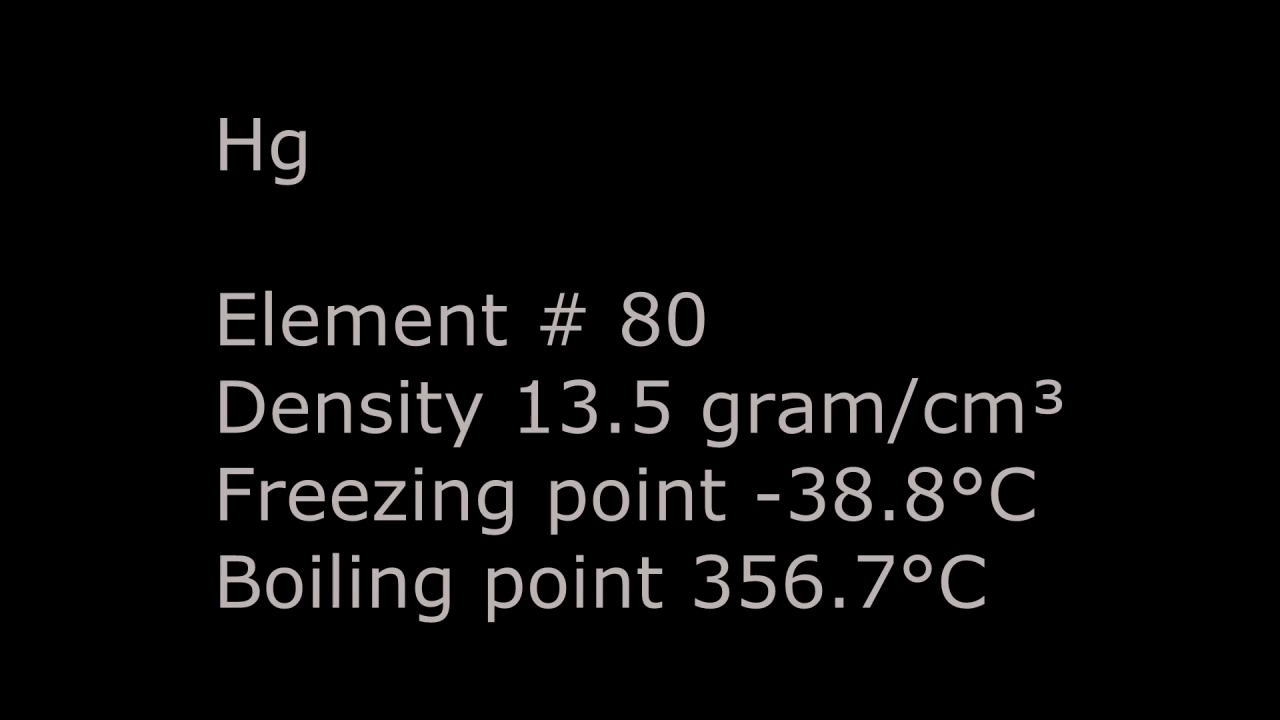 Hg
Element # 80
Density 13.5 gram/cm³
Freezing point -38.8°C
Boiling point 356.7°C